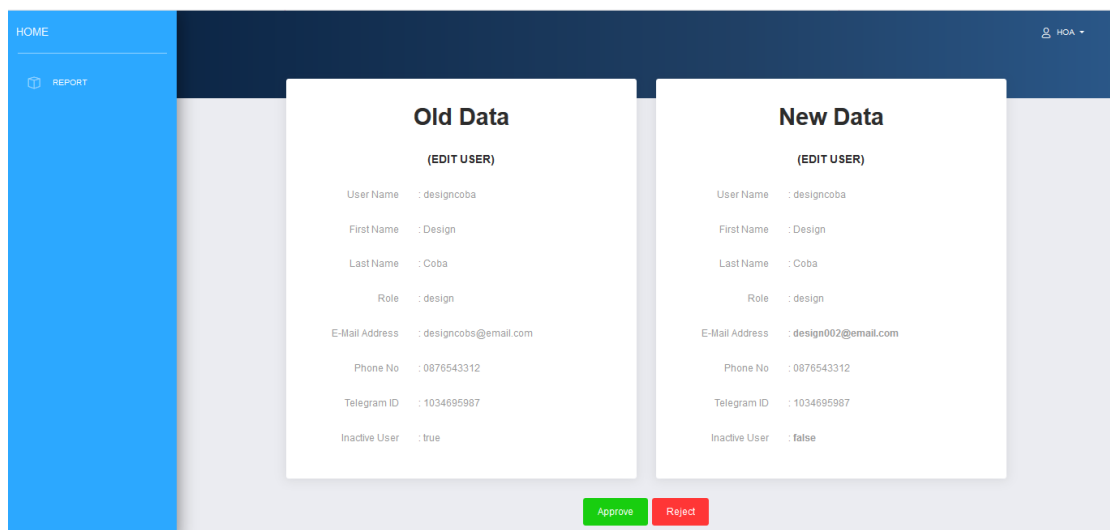 HOME
HOA
REPORT
Old Data
(EDIT USER)
User Name : designcoba
First Name : Design
Last Name : Coba
Role : design
E-Mail Address : designcobs@email.com
Phone No : 0876543312
Telegram ID : 1034695987
Inactive User : true
New Data
(EDIT USER)
User Name : designcoba
First Name : Design
Last Name : Coba
Role : design
E-Mail Address : design002@email.com
Phone No : 0876543312
Telegram ID : 1034695987
Inactive User : false
Approve
Reject